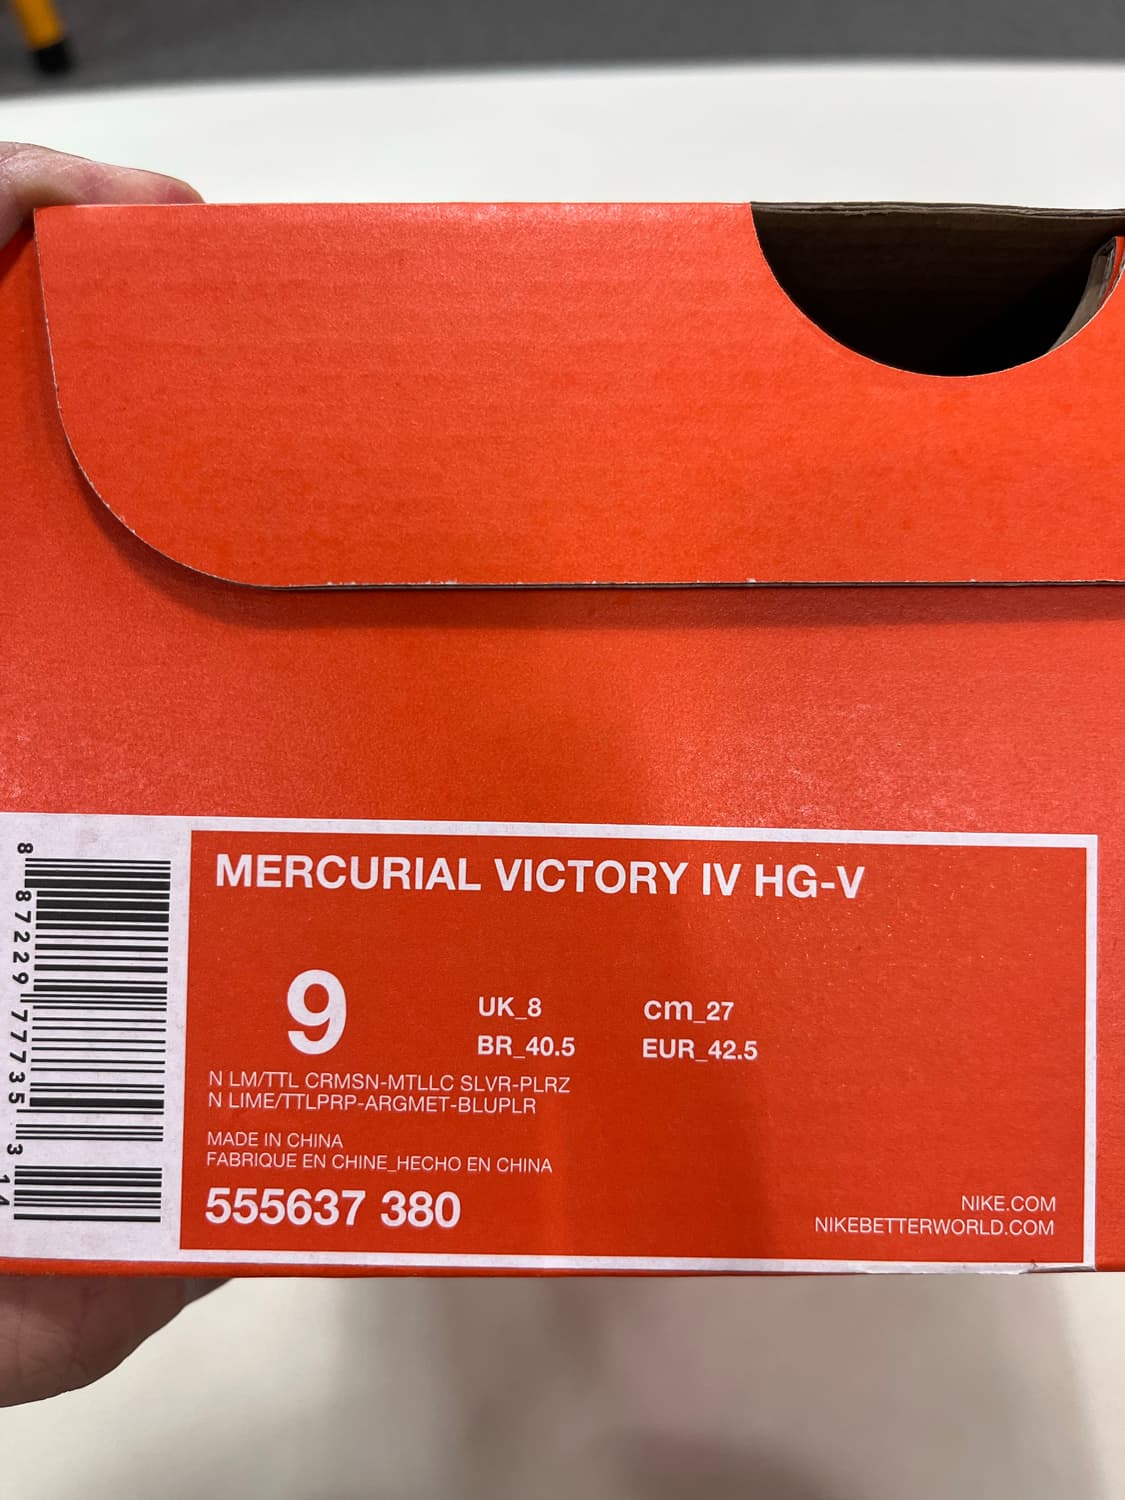 MERCURIAL VICTORY IV HG-V
9
UK_8
cm_27
BR_40.5
EUR_42.5
N LM/TTL CRMSN-MTLLC SLVR-PLRZ
N LIME/TTLPRP-ARGMET-BLUPLR
MADE IN CHINA
FABRIQUE EN CHINE_HECHO EN CHINA
555637 380
NIKE.COM
NIKEBETTERWORLD.COM
8 87229 77735 3
14